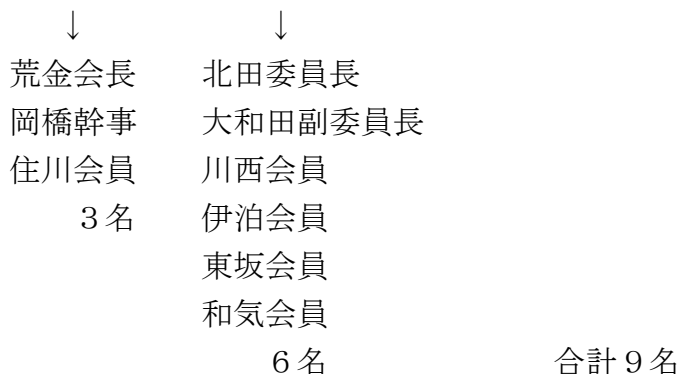 ↓ ↓
荒金会長 北田委員長
岡橋幹事 大和田副委員長
住川会員 川西会員
３名 伊泊会員
東坂会員
和気会員
６名 合計９名